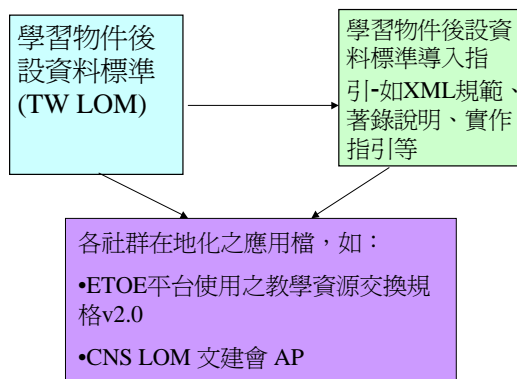 學習物件後
設資料標準
(TW LOM)
學習物件後設資
料標準導入指
引-如XML規範、
著錄說明、實作
指引等
各社群在地化之應用檔，如：
•ETOE平台使用之教學資源交換規
格v2.0
•CNS LOM 文建會 AP